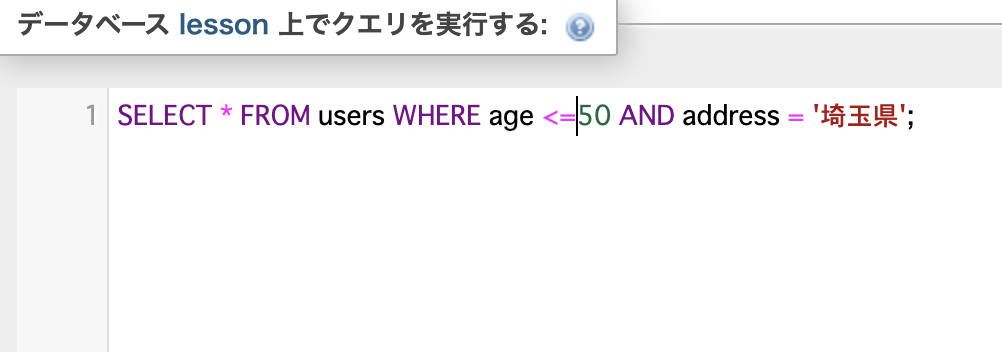 データベース lesson 上でクエリを実行する:
1 SELECT * FROM users WHERE age <=50 AND address = '埼玉県';